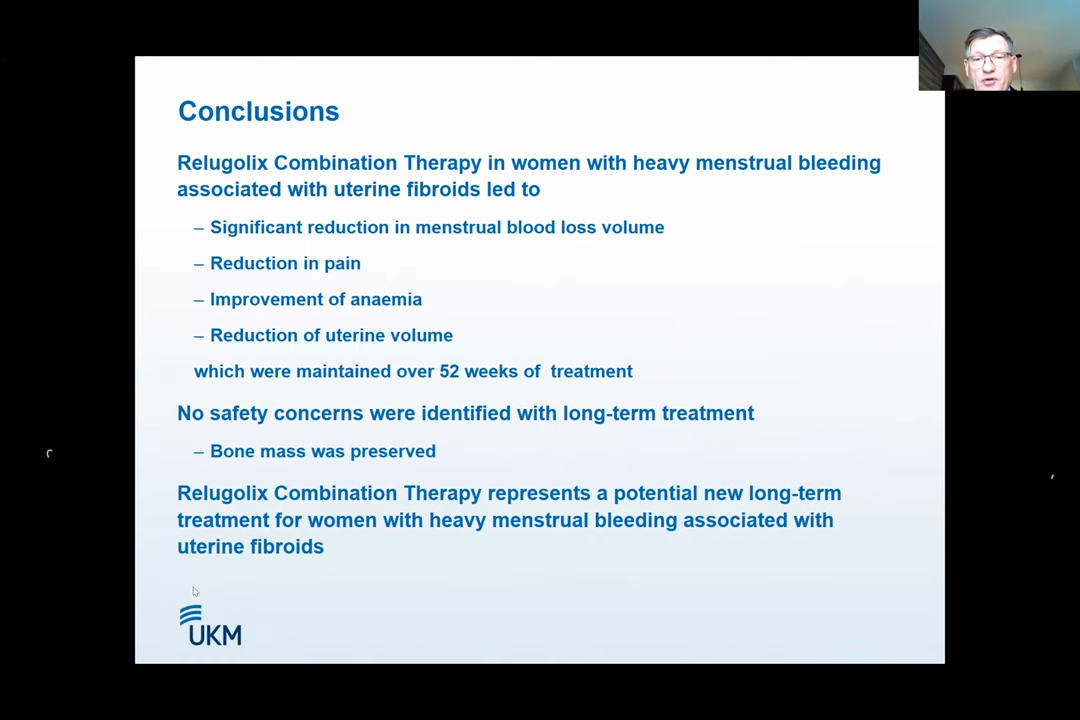 Conclusions
Relugolix Combination Therapy in women with heavy menstrual bleeding
associated with uterine fibroids led to
– Significant reduction in menstrual blood loss volume
– Reduction in pain
– Improvement of anaemia
– Reduction of uterine volume
which were maintained over 52 weeks of  treatment
No safety concerns were identified with long-term treatment
– Bone mass was preserved
Relugolix Combination Therapy represents a potential new long-term
treatment for women with heavy menstrual bleeding associated with
uterine fibroids
UKM